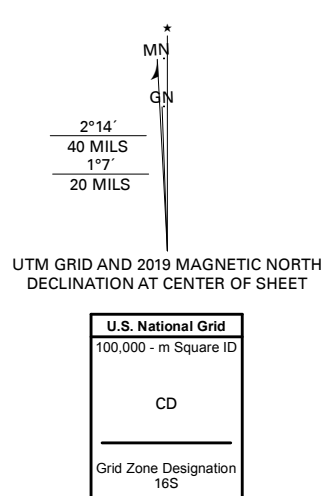 MN
GN
2°14´
40 MILS
1°7´
20 MILS
UTM GRID AND 2019 MAGNETIC NORTH
DECLINATION AT CENTER OF SHEET
U.S. National Grid
100,000 - m Square ID
CD
Grid Zone Designation
16S